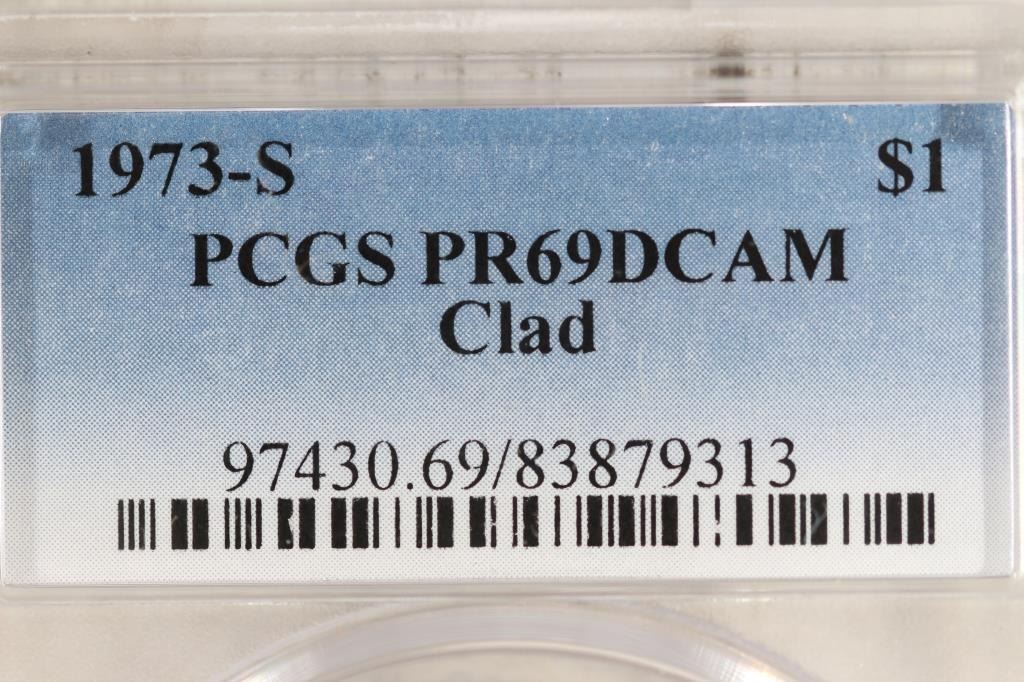 1973-S $1
PCGS PR69DCAM
Clad
97430.69/83879313